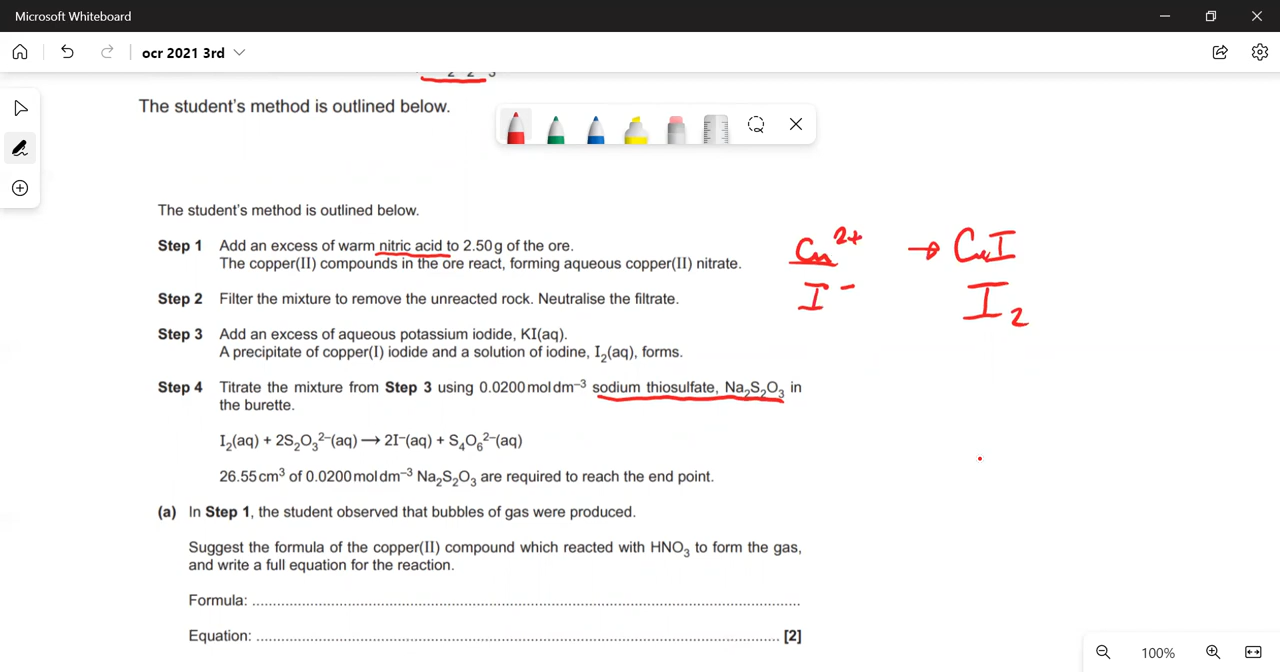 Microsoft Whiteboard
ocr 2021 3rd
2 2 3
The student's method is outlined below.
The student's method is outlined below.
Step 1 Add an excess of warm nitric acid to 2.50 g of the ore.
The copper(II) compounds in the ore react, forming aqueous copper(II) nitrate.
Step 2 Filter the mixture to remove the unreacted rock. Neutralise the filtrate.
Step 3 Add an excess of aqueous potassium iodide, KI(aq).
A precipitate of copper(I) iodide and a solution of iodine, I₂(aq), forms.
Step 4 Titrate the mixture from Step 3 using 0.0200 mol dm⁻³ sodium thiosulfate, Na₂S₂O₃ in
the burette.
I₂(aq) + 2S₂O₃²⁻(aq) → 2I⁻(aq) + S₄O₆²⁻(aq)
26.55 cm³ of 0.0200 mol dm⁻³ Na₂S₂O₃ are required to reach the end point.
(a) In Step 1, the student observed that bubbles of gas were produced.
Suggest the formula of the copper(II) compound which reacted with HNO₃ to form the gas,
and write a full equation for the reaction.
Formula: ........................................................................
Equation: ........................................................................ [2]
Cu²⁺ → CuI
I⁻ I₂
100%